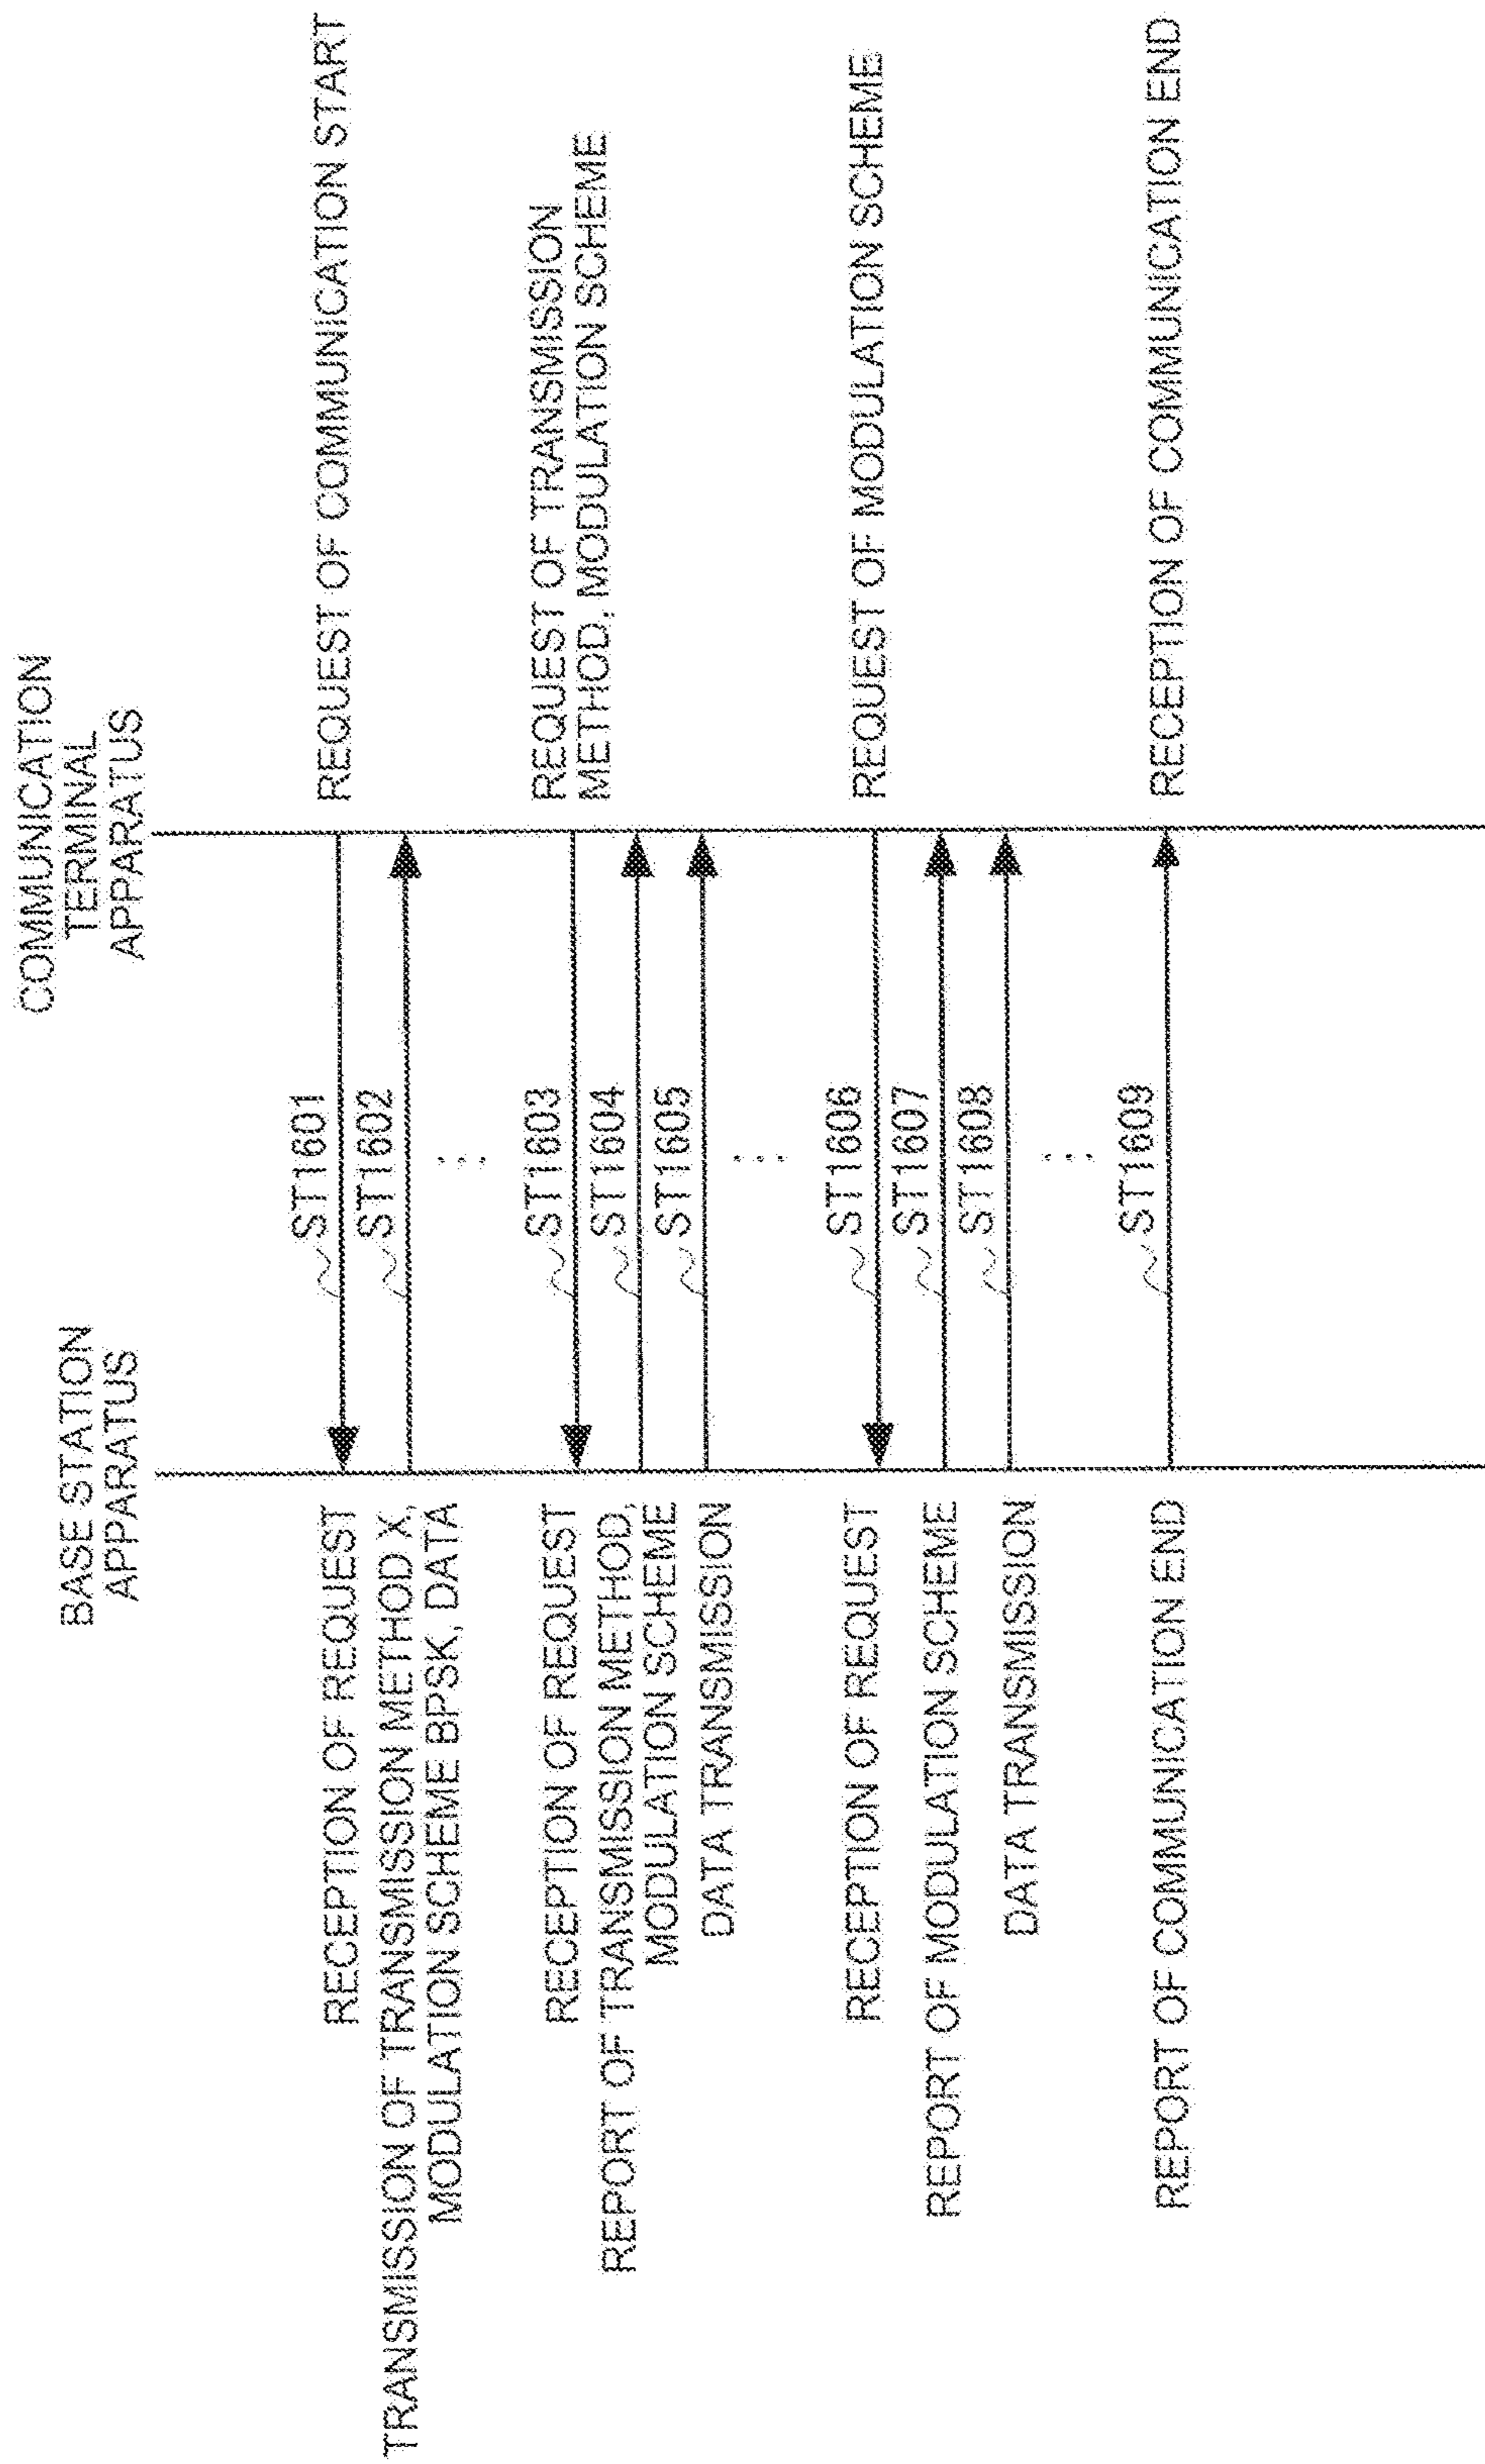 BASE STATION
APPARATUS
COMMUNICATION
TERMINAL
APPARATUS
RECEPTION OF REQUEST
ST1601
REQUEST OF COMMUNICATION START
TRANSMISSION OF TRANSMISSION METHOD X,
MODULATION SCHEME BPSK, DATA
ST1602
...
RECEPTION OF REQUEST
ST1603
REQUEST OF TRANSMISSION
METHOD, MODULATION SCHEME
REPORT OF TRANSMISSION METHOD,
MODULATION SCHEME
ST1604
DATA TRANSMISSION
ST1605
...
RECEPTION OF REQUEST
ST1606
REQUEST OF MODULATION SCHEME
REPORT OF MODULATION SCHEME
ST1607
DATA TRANSMISSION
ST1608
...
REPORT OF COMMUNICATION END
ST1609
RECEPTION OF COMMUNICATION END